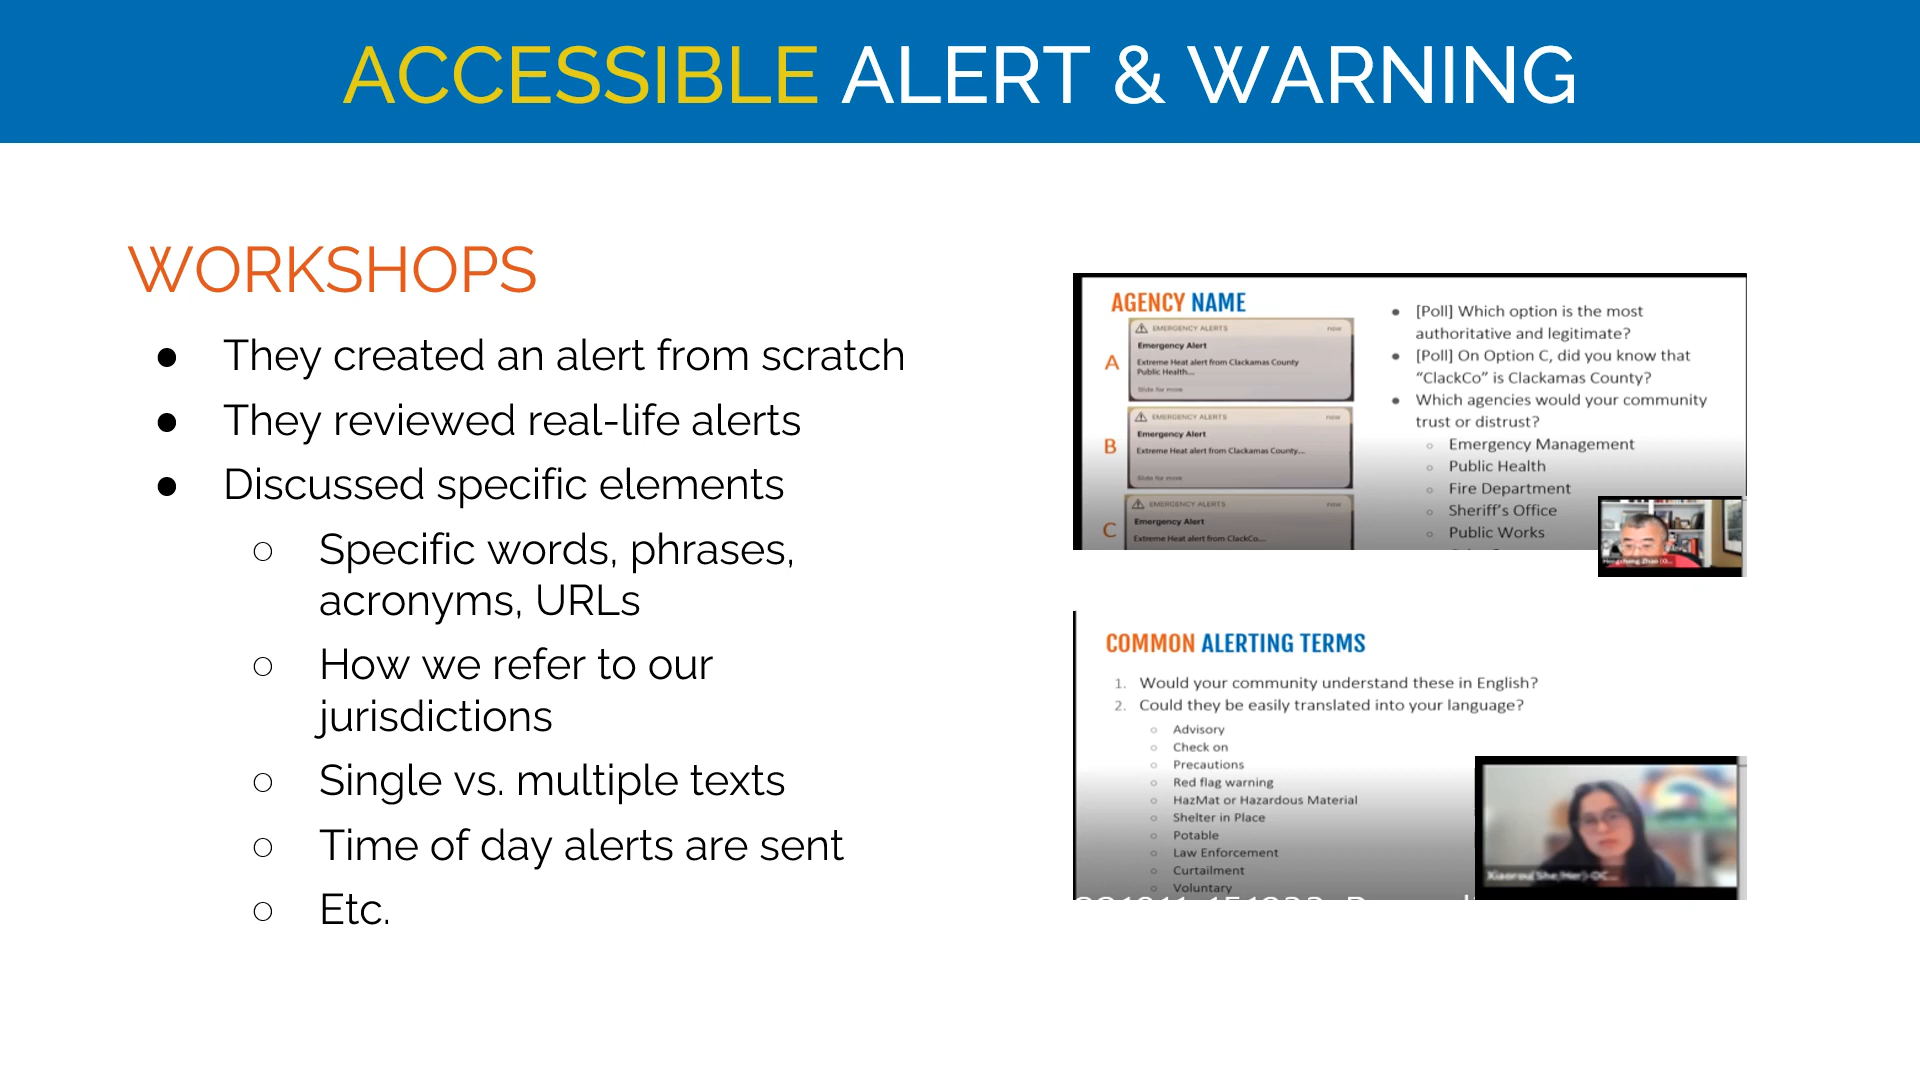 ACCESSIBLE ALERT & WARNING
WORKSHOPS
● They created an alert from scratch
● They reviewed real-life alerts
● Discussed specific elements
○ Specific words, phrases,
acronyms, URLs
○ How we refer to our
jurisdictions
○ Single vs. multiple texts
○ Time of day alerts are sent
○ Etc.
AGENCY NAME
A
EMERGENCY ALERTS now
Emergency Alert
Extreme Heat alert from Clackamas County
Public Health...
Slide for more
B
EMERGENCY ALERTS now
Emergency Alert
Extreme Heat alert from Clackamas County...
Slide for more
C
EMERGENCY ALERTS now
Emergency Alert
Extreme Heat alert from ClackCo...
● [Poll] Which option is the most
authoritative and legitimate?
● [Poll] On Option C, did you know that
“ClackCo” is Clackamas County?
● Which agencies would your community
trust or distrust?
○ Emergency Management
○ Public Health
○ Fire Department
○ Sheriff’s Office
○ Public Works
COMMON ALERTING TERMS
1. Would your community understand these in English?
2. Could they be easily translated into your language?
○ Advisory
○ Check on
○ Precautions
○ Red flag warning
○ HazMat or Hazardous Material
○ Shelter in Place
○ Potable
○ Law Enforcement
○ Curtailment
○ Voluntary